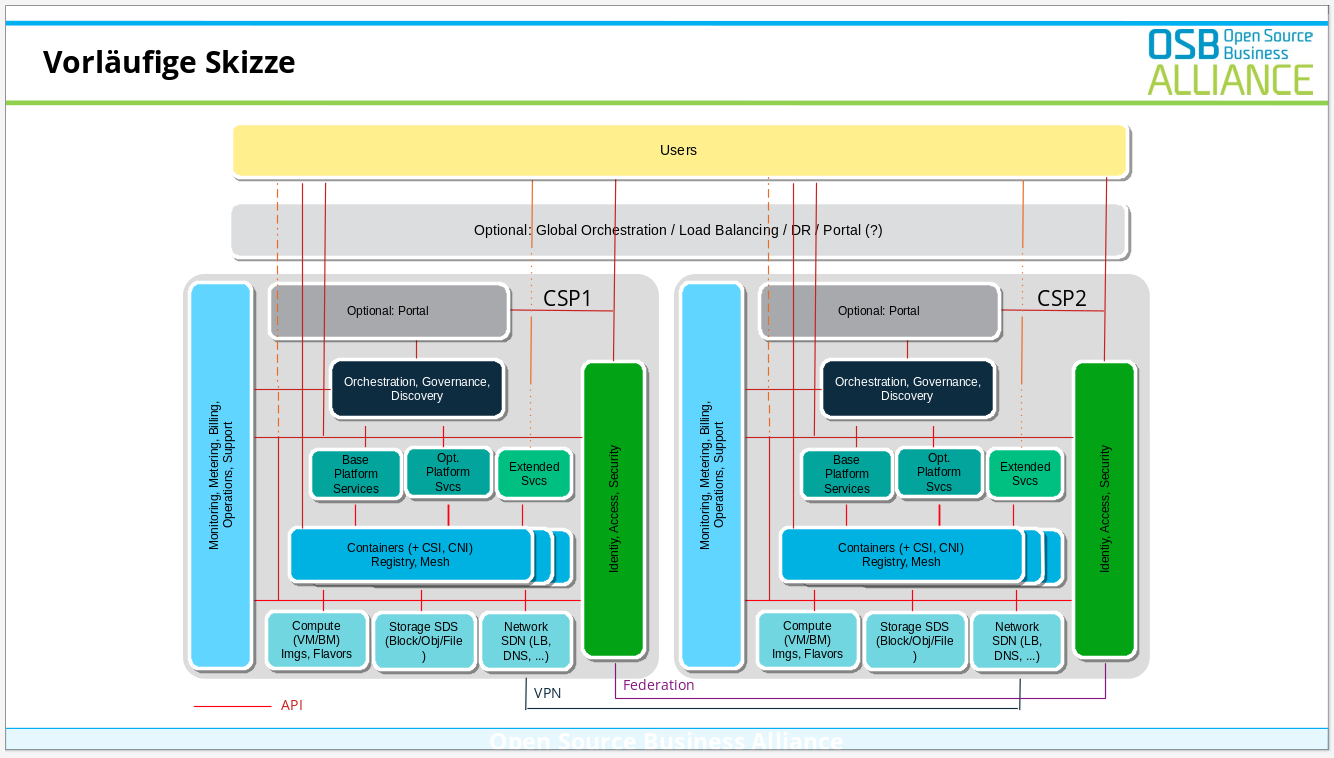 Vorläufige Skizze
OSB Open Source
Business
ALLIANCE
Users
Optional: Global Orchestration / Load Balancing / DR / Portal (?)
CSP1
Optional: Portal
Orchestration, Governance,
Discovery
Monitoring, Metering, Billing,
Operations, Support
Base
Platform
Services
Opt.
Platform
Svcs
Extended
Svcs
Identiy, Access, Security
Containers (+ CSI, CNI)
Registry, Mesh
Compute
(VM/BM)
Imgs, Flavors
Storage SDS
(Block/Obj/File
)
Network
SDN (LB,
DNS, ...)
CSP2
Optional: Portal
Orchestration, Governance,
Discovery
Monitoring, Metering, Billing,
Operations, Support
Base
Platform
Services
Opt.
Platform
Svcs
Extended
Svcs
Identiy, Access, Security
Containers (+ CSI, CNI)
Registry, Mesh
Compute
(VM/BM)
Imgs, Flavors
Storage SDS
(Block/Obj/File
)
Network
SDN (LB,
DNS, ...)
Federation
VPN
API
Open Source Business Alliance